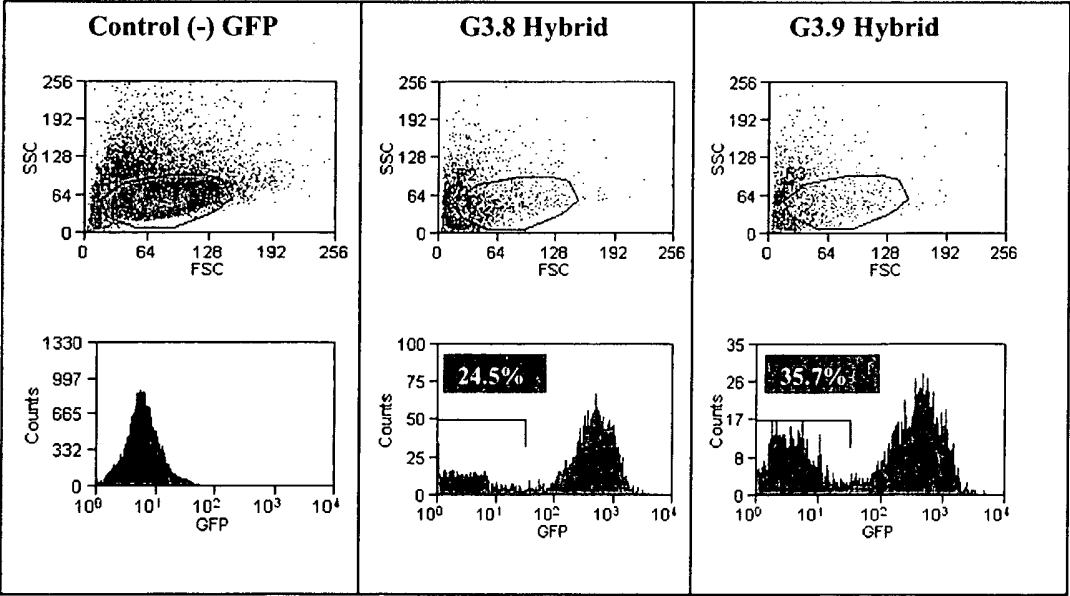 Control (-) GFP
G3.8 Hybrid
G3.9 Hybrid
256
192
128
64
0
SSC
0 64 128 192 256
FSC
256
192
128
64
0
SSC
0 64 128 192 256
FSC
256
192
128
64
0
SSC
R3
0 64 128 192 256
FSC
1330
997
665
332
0
Counts
10⁰ 10¹ 10² 10³ 10⁴
GFP
100
75
50
25
0
Counts
24.5%
10⁰ 10¹ 10² 10³ 10⁴
GFP
35
26
17
8
0
Counts
35.7%
10⁰ 10¹ 10² 10³ 10⁴
GFP